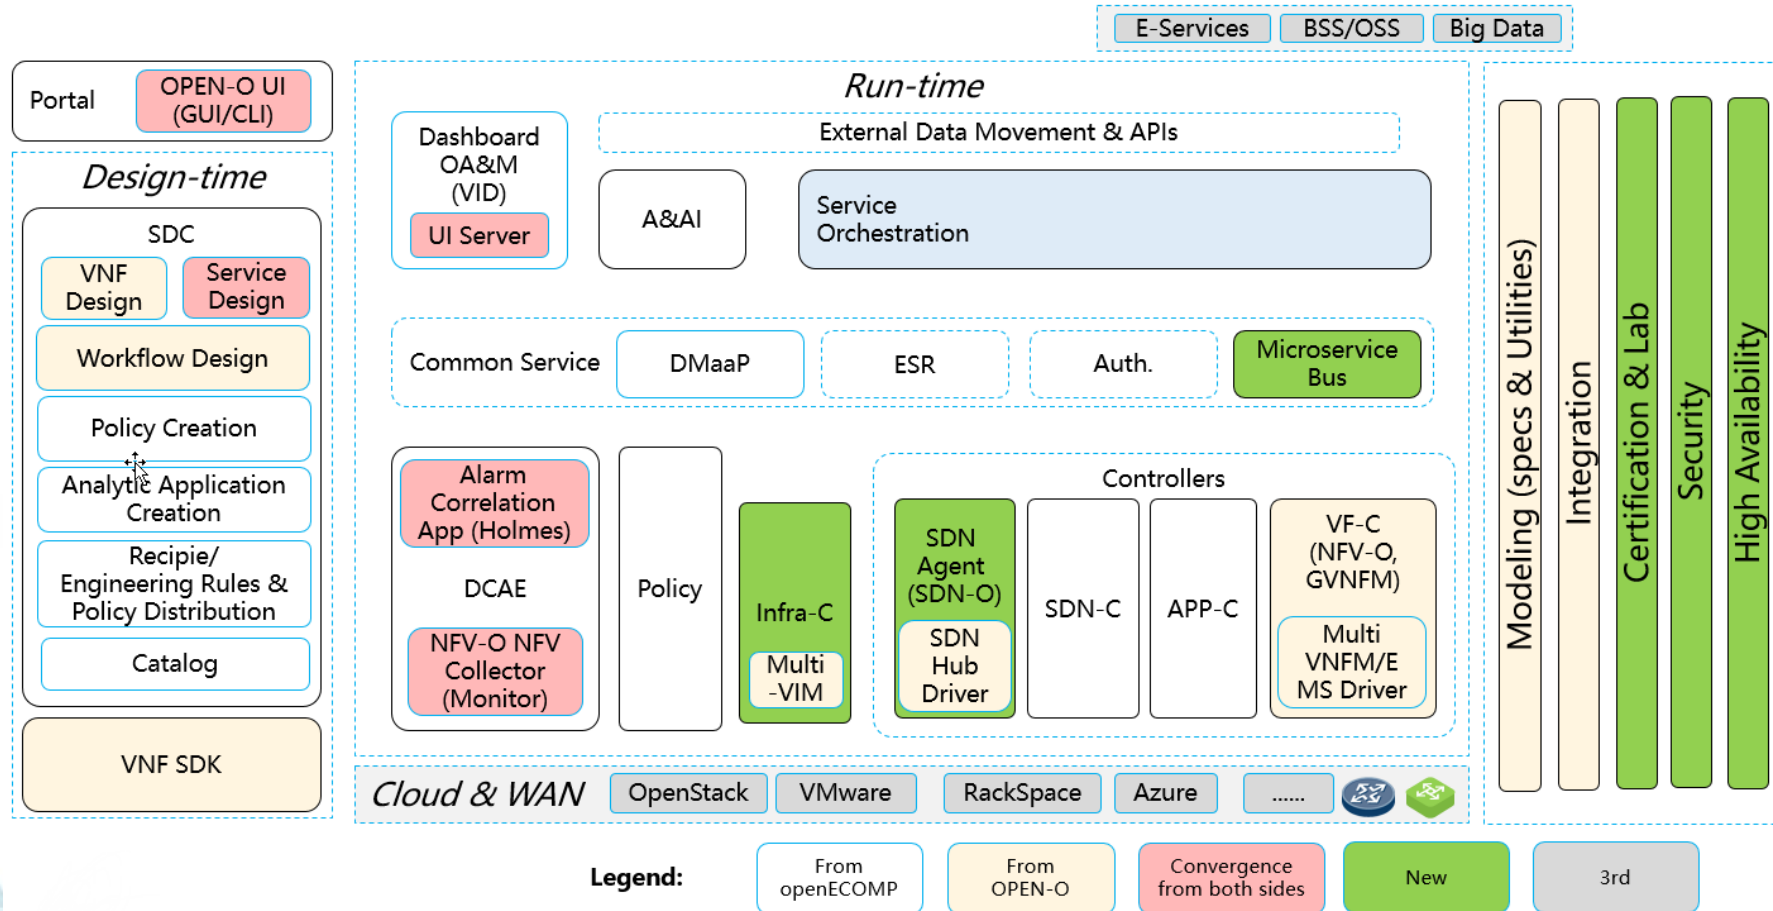 E-Services
BSS/OSS
Big Data
Portal
OPEN-O UI
(GUI/CLI)
Design-time
SDC
VNF
Design
Service
Design
Workflow Design
Policy Creation
Analytic Application
Creation
Recipie/
Engineering Rules &
Policy Distribution
Catalog
VNF SDK
Run-time
Dashboard
OA&M
(VID)
UI Server
External Data Movement & APIs
A&AI
Service
Orchestration
Common Service
DMaaP
ESR
Auth.
Microservice
Bus
Alarm
Correlation
App (Holmes)
DCAE
NFV-O NFV
Collector
(Monitor)
Policy
Infra-C
Multi
-VIM
Controllers
SDN
Agent
(SDN-O)
SDN
Hub
Driver
SDN-C
APP-C
VF-C
(NFV-O,
GVNFM)
Multi
VNFM/E
MS Driver
Cloud & WAN
OpenStack
VMware
RackSpace
Azure
......
Modeling (specs & Utilities)
Integration
Certification & Lab
Security
High Availability
Legend:
From
openECOMP
From
OPEN-O
Convergence
from both sides
New
3rd